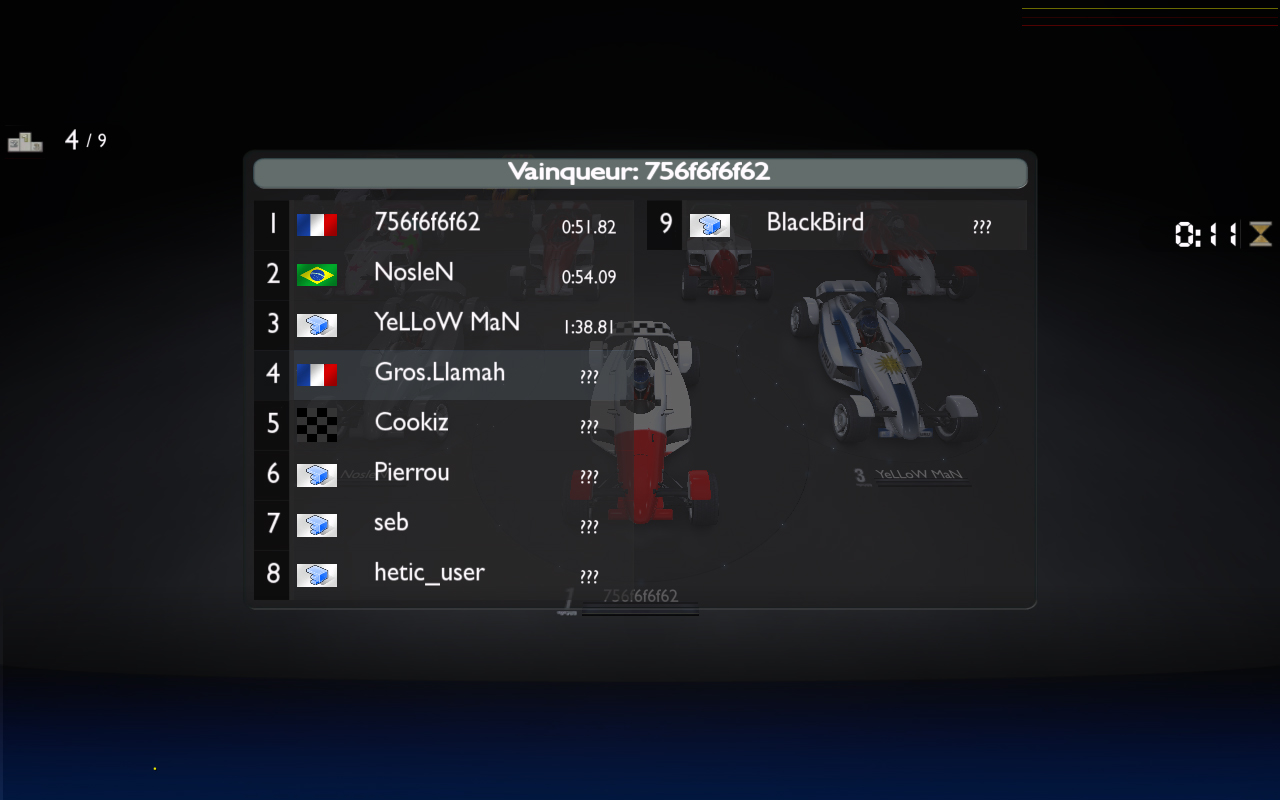 4 / 9
Vainqueur: 756f6f6f62
1 756f6f6f62 0:51.82
2 NosleN 0:54.09
3 YeLLoW MaN 1:38.81
4 Gros.Llamah ???
5 Cookiz ???
6 Pierrou ???
7 seb ???
8 hetic_user ???
9 BlackBird ???
0:11
NosleN
3 YeLLoW MaN
1 756f6f6f62